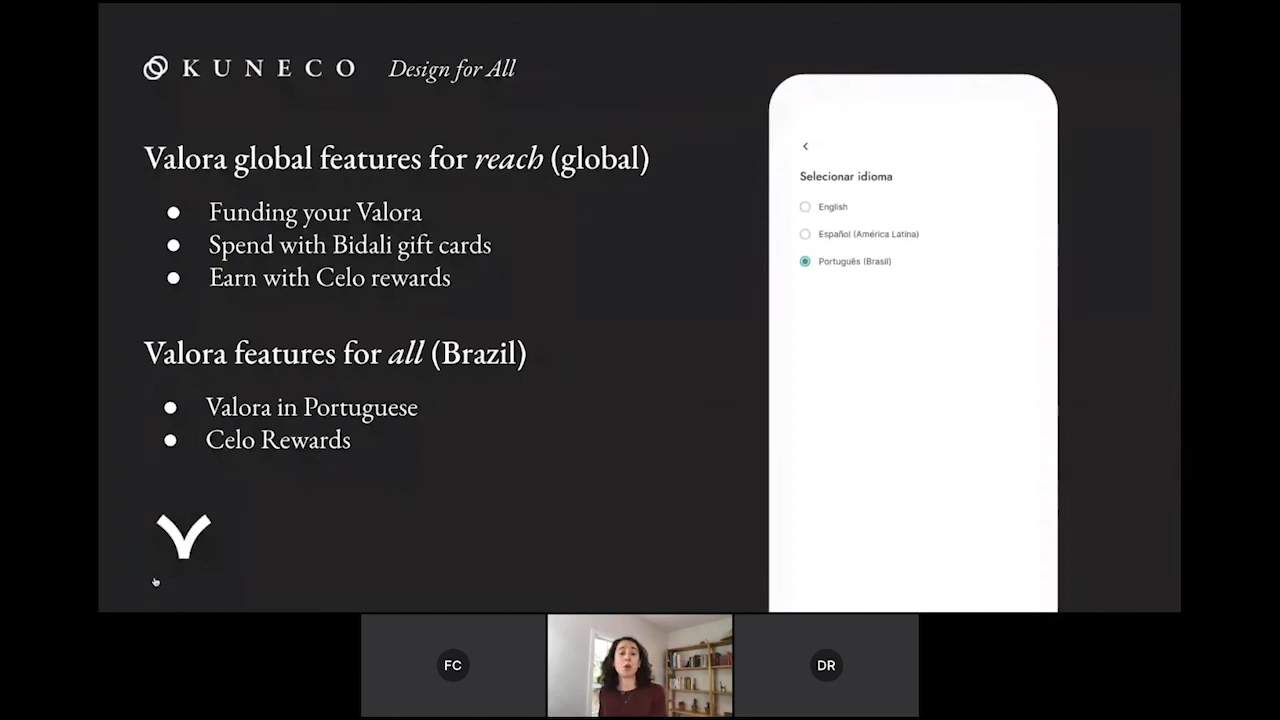 KUNECO Design for All
Valora global features for reach (global)
Funding your Valora
Spend with Bidali gift cards
Earn with Celo rewards
Valora features for all (Brazil)
Valora in Portuguese
Celo Rewards
Selecionar idioma
English
Español (América Latina)
Português (Brasil)
FC
DR